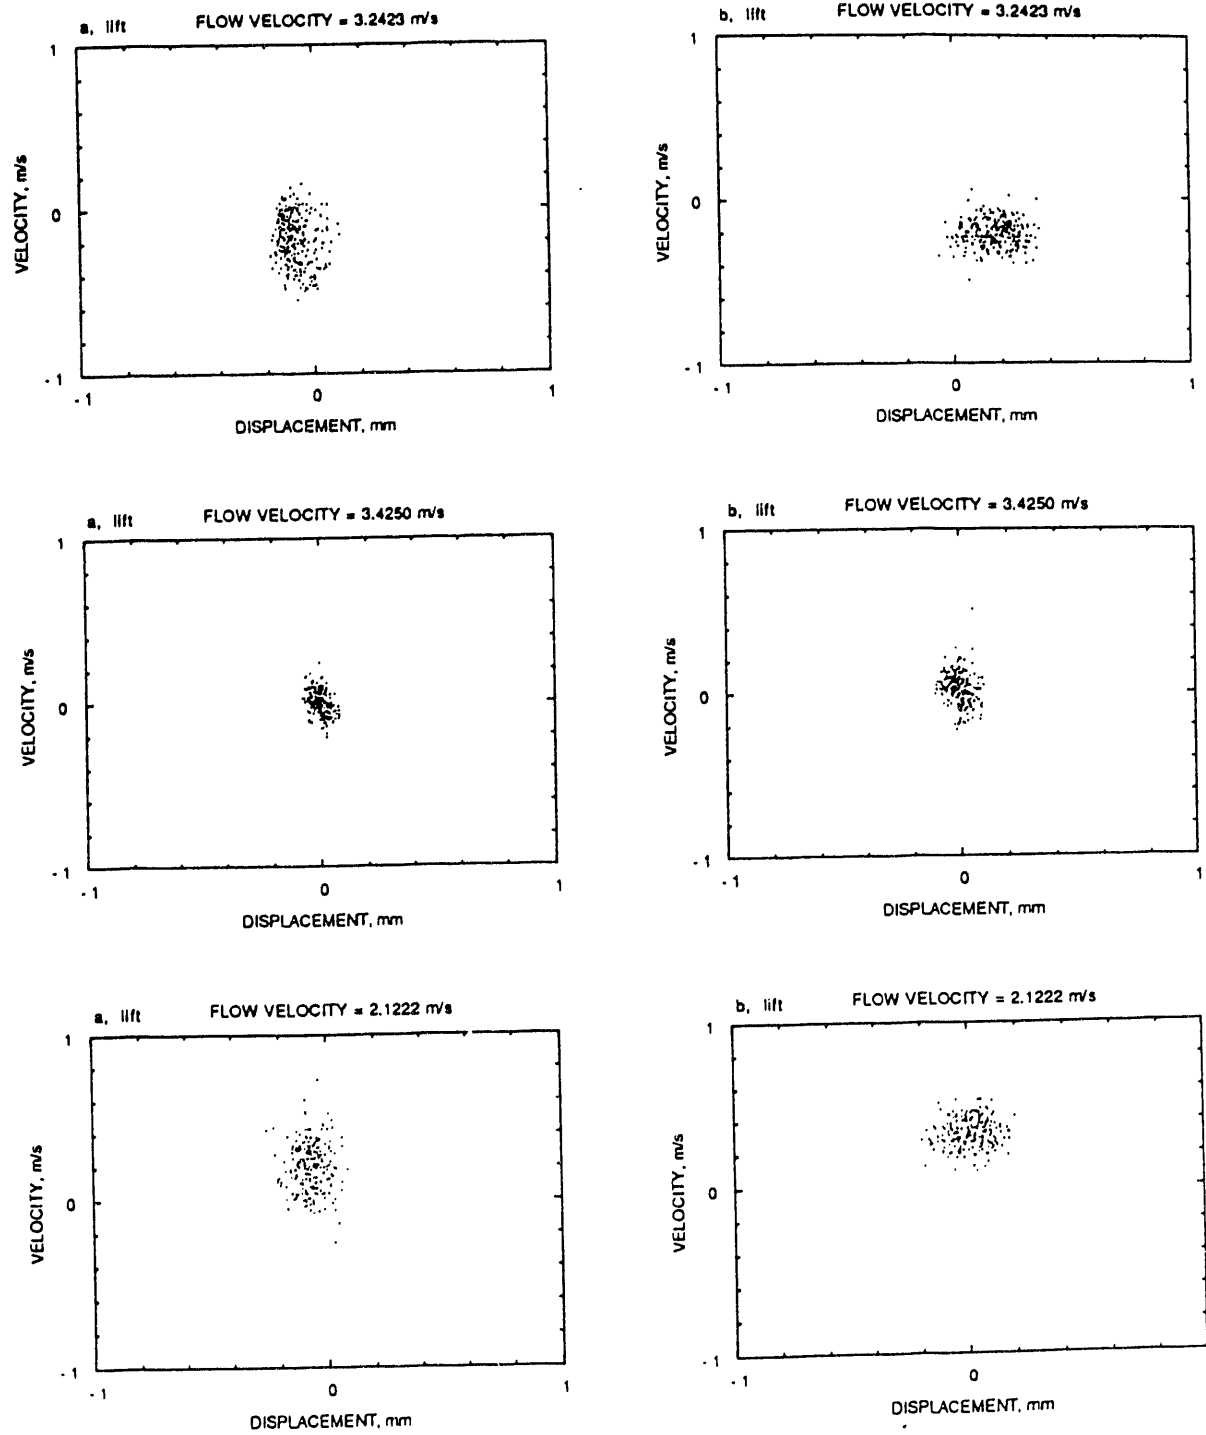 a, lift FLOW VELOCITY = 3.2423 m/s
1
VELOCITY, m/s
0
- 1
- 1
0
1
DISPLACEMENT, mm
b, lift FLOW VELOCITY = 3.2423 m/s
1
VELOCITY, m/s
0
- 1
- 1
0
1
DISPLACEMENT, mm
a, lift FLOW VELOCITY = 3.4250 m/s
1
VELOCITY, m/s
0
- 1
- 1
0
1
DISPLACEMENT, mm
b, lift FLOW VELOCITY = 3.4250 m/s
1
VELOCITY, m/s
0
- 1
- 1
0
1
DISPLACEMENT, mm
a, lift FLOW VELOCITY = 2.1222 m/s
1
VELOCITY, m/s
0
- 1
- 1
0
1
DISPLACEMENT, mm
b, lift FLOW VELOCITY = 2.1222 m/s
1
VELOCITY, m/s
0
- 1
- 1
0
DISPLACEMENT, mm